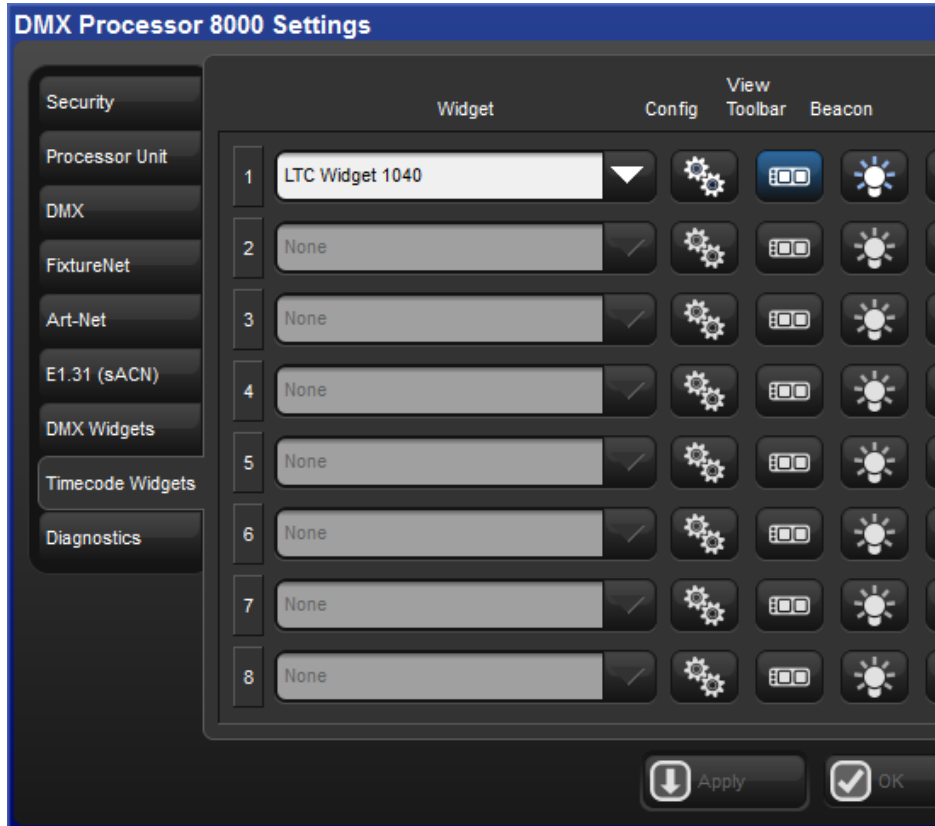 DMX Processor 8000 Settings
Security
Processor Unit
DMX
FixtureNet
Art-Net
E1.31 (sACN)
DMX Widgets
Timecode Widgets
Diagnostics
Widget Config View Toolbar Beacon
1 LTC Widget 1040
2 None
3 None
4 None
5 None
6 None
7 None
8 None
Apply OK